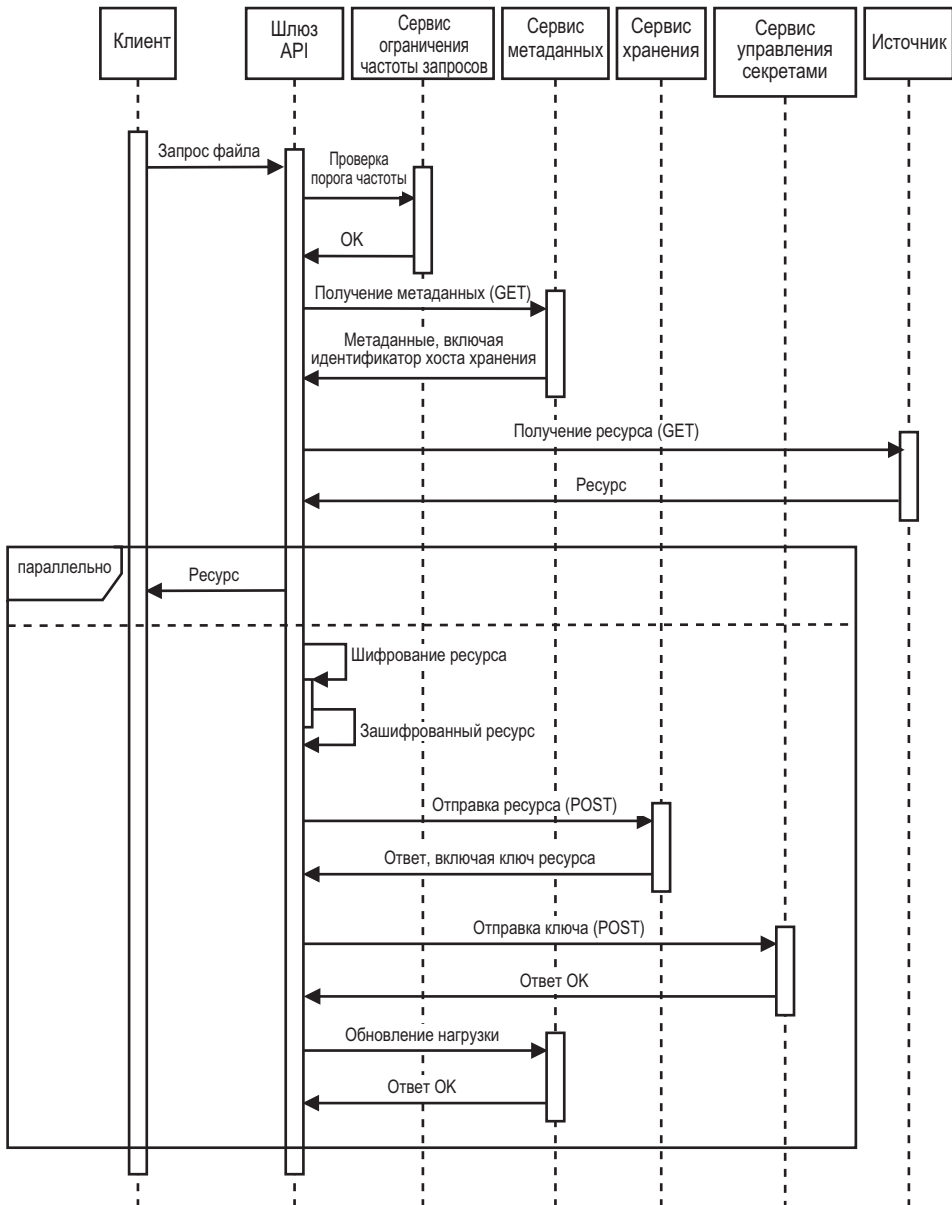 Клиент
Шлюз
API
Сервис
ограничения
частоты запросов
Сервис
метаданных
Сервис
хранения
Сервис
управления
секретами
Источник
Запрос файла
Проверка
порога частоты
OK
Получение метаданных (GET)
Метаданные, включая
идентификатор хоста хранения
Получение ресурса (GET)
Ресурс
параллельно
Ресурс
Шифрование ресурса
Зашифрованный ресурс
Отправка ресурса (POST)
Ответ, включая ключ ресурса
Отправка ключа (POST)
Ответ OK
Обновление нагрузки
Ответ OK